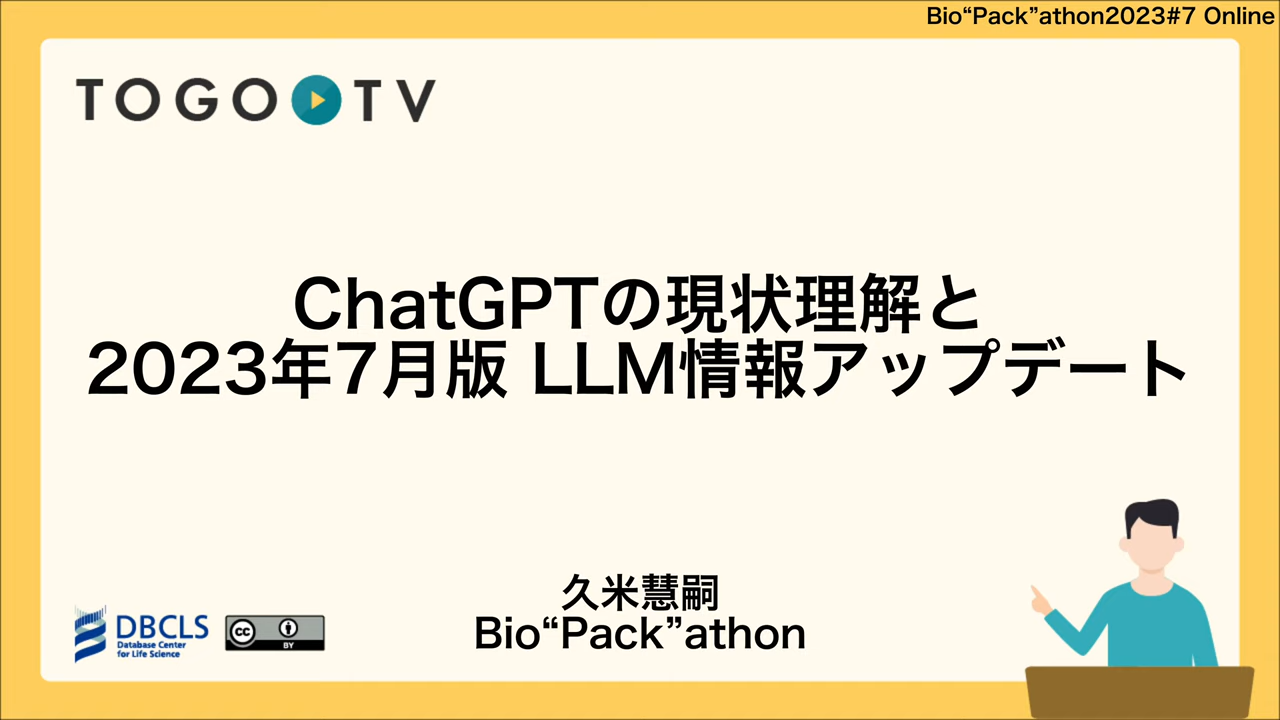 Bio“Pack”athon2023#7 Online
TOGO TV
ChatGPTの現状理解と
2023年7月版 LLM情報アップデート
久米慧嗣
Bio“Pack”athon
DBCLS
Database Center
for Life Science
cc
BY